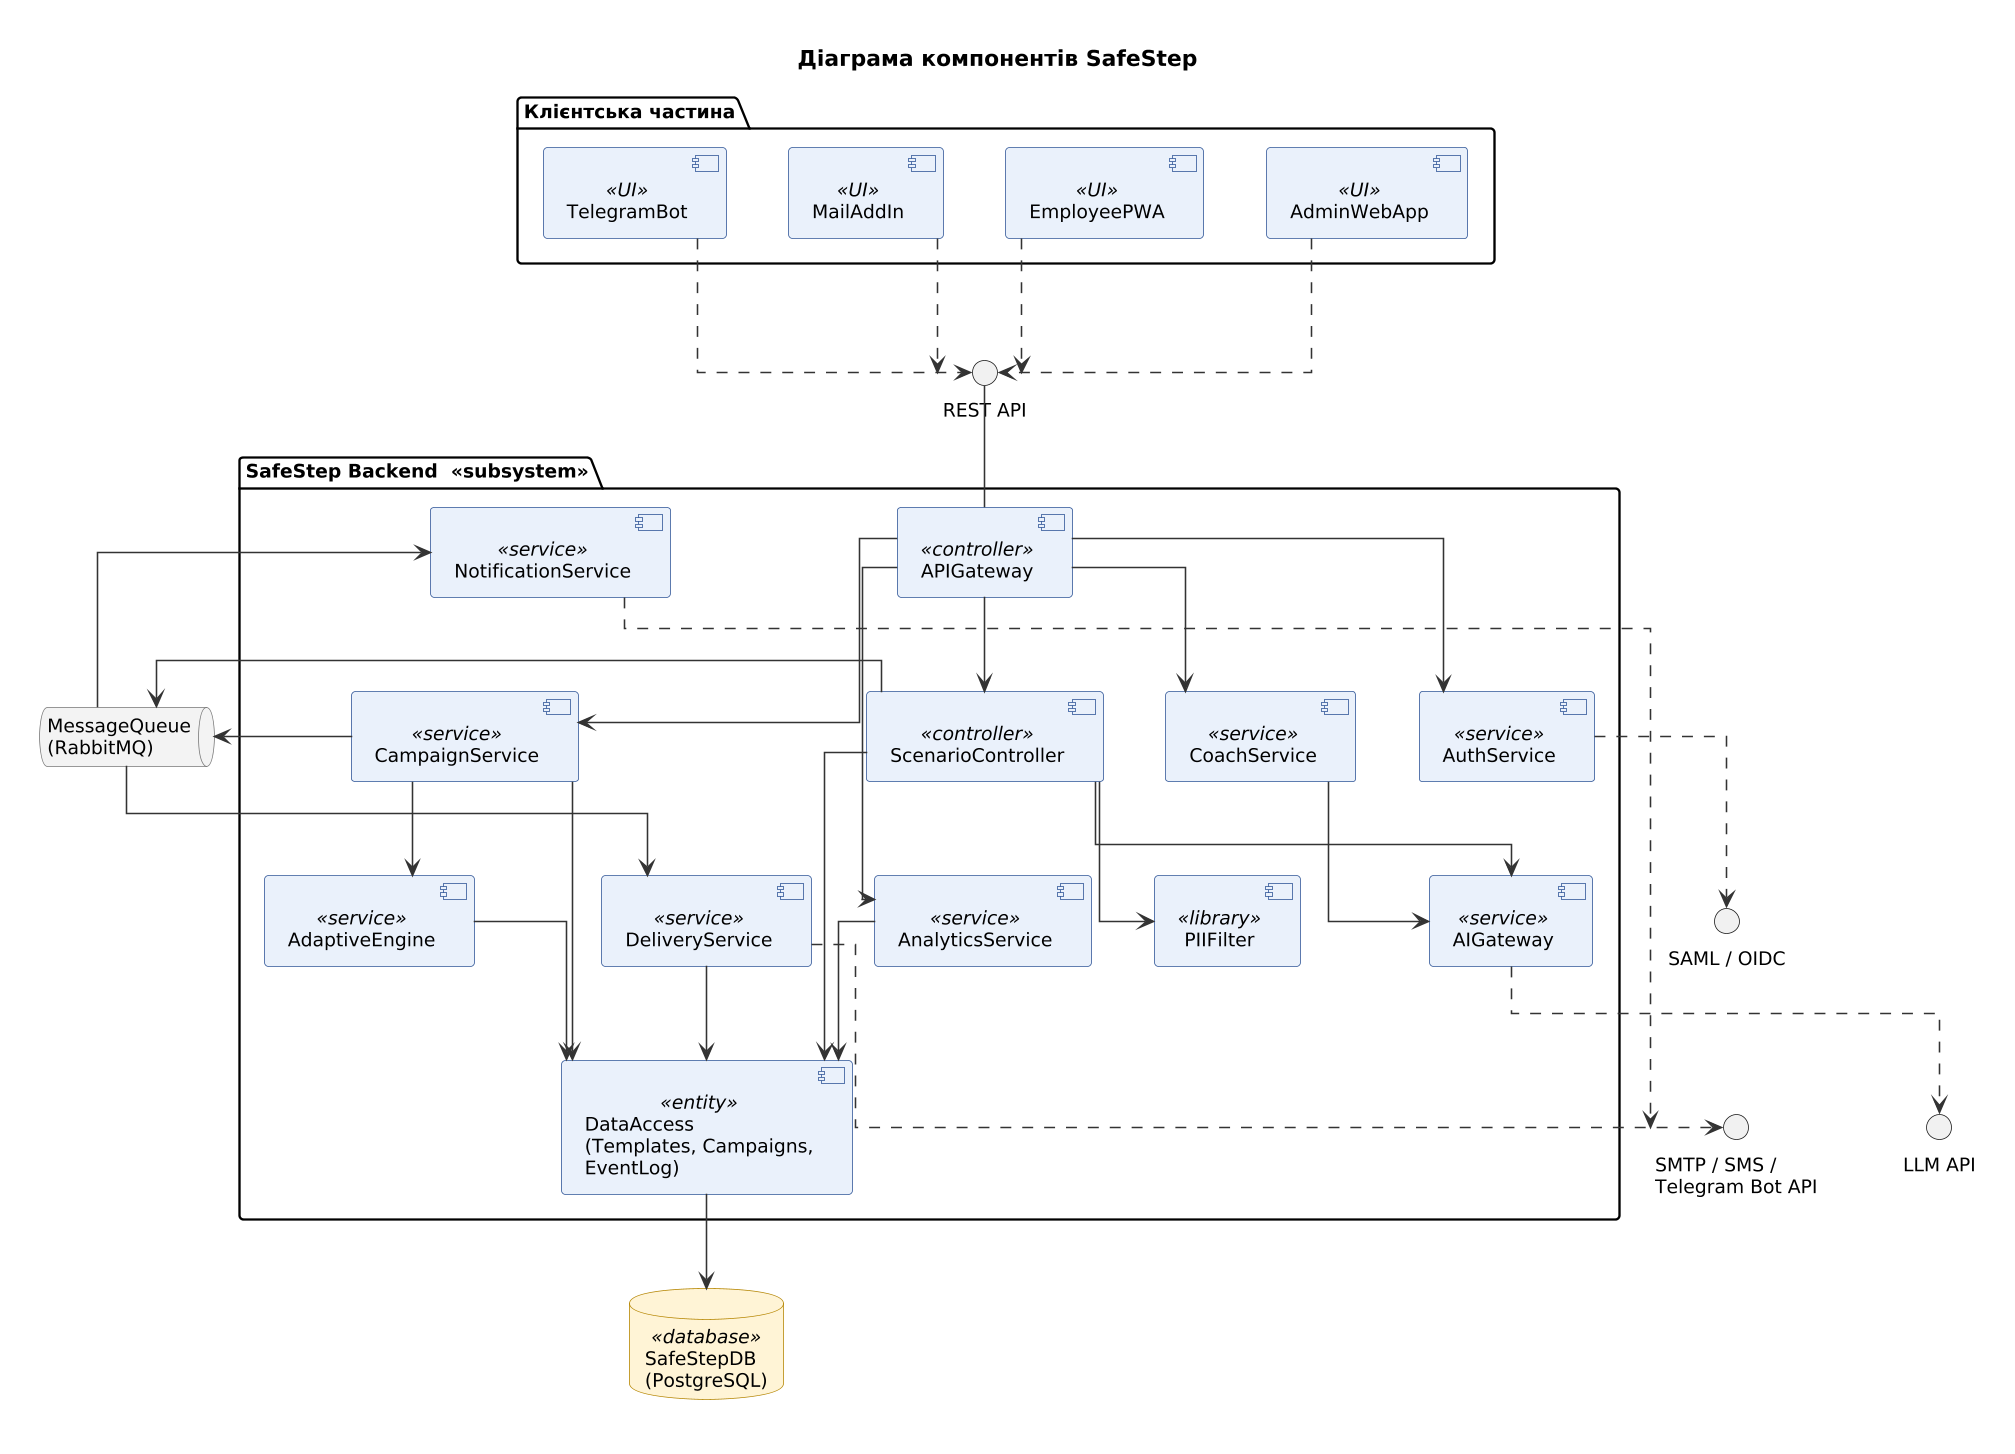 Діаграма компонентів SafeStep
Клієнтська частина
«UI»
TelegramBot
«UI»
MailAddIn
«UI»
EmployeePWA
«UI»
AdminWebApp
REST API
SafeStep Backend «subsystem»
«service»
NotificationService
«controller»
APIGateway
MessageQueue
(RabbitMQ)
«service»
CampaignService
«controller»
ScenarioController
«service»
CoachService
«service»
AuthService
«service»
AdaptiveEngine
«service»
DeliveryService
«service»
AnalyticsService
«library»
PIIFilter
«service»
AIGateway
SAML / OIDC
«entity»
DataAccess
(Templates, Campaigns,
EventLog)
SMTP / SMS /
Telegram Bot API
LLM API
«database»
SafeStepDB
(PostgreSQL)